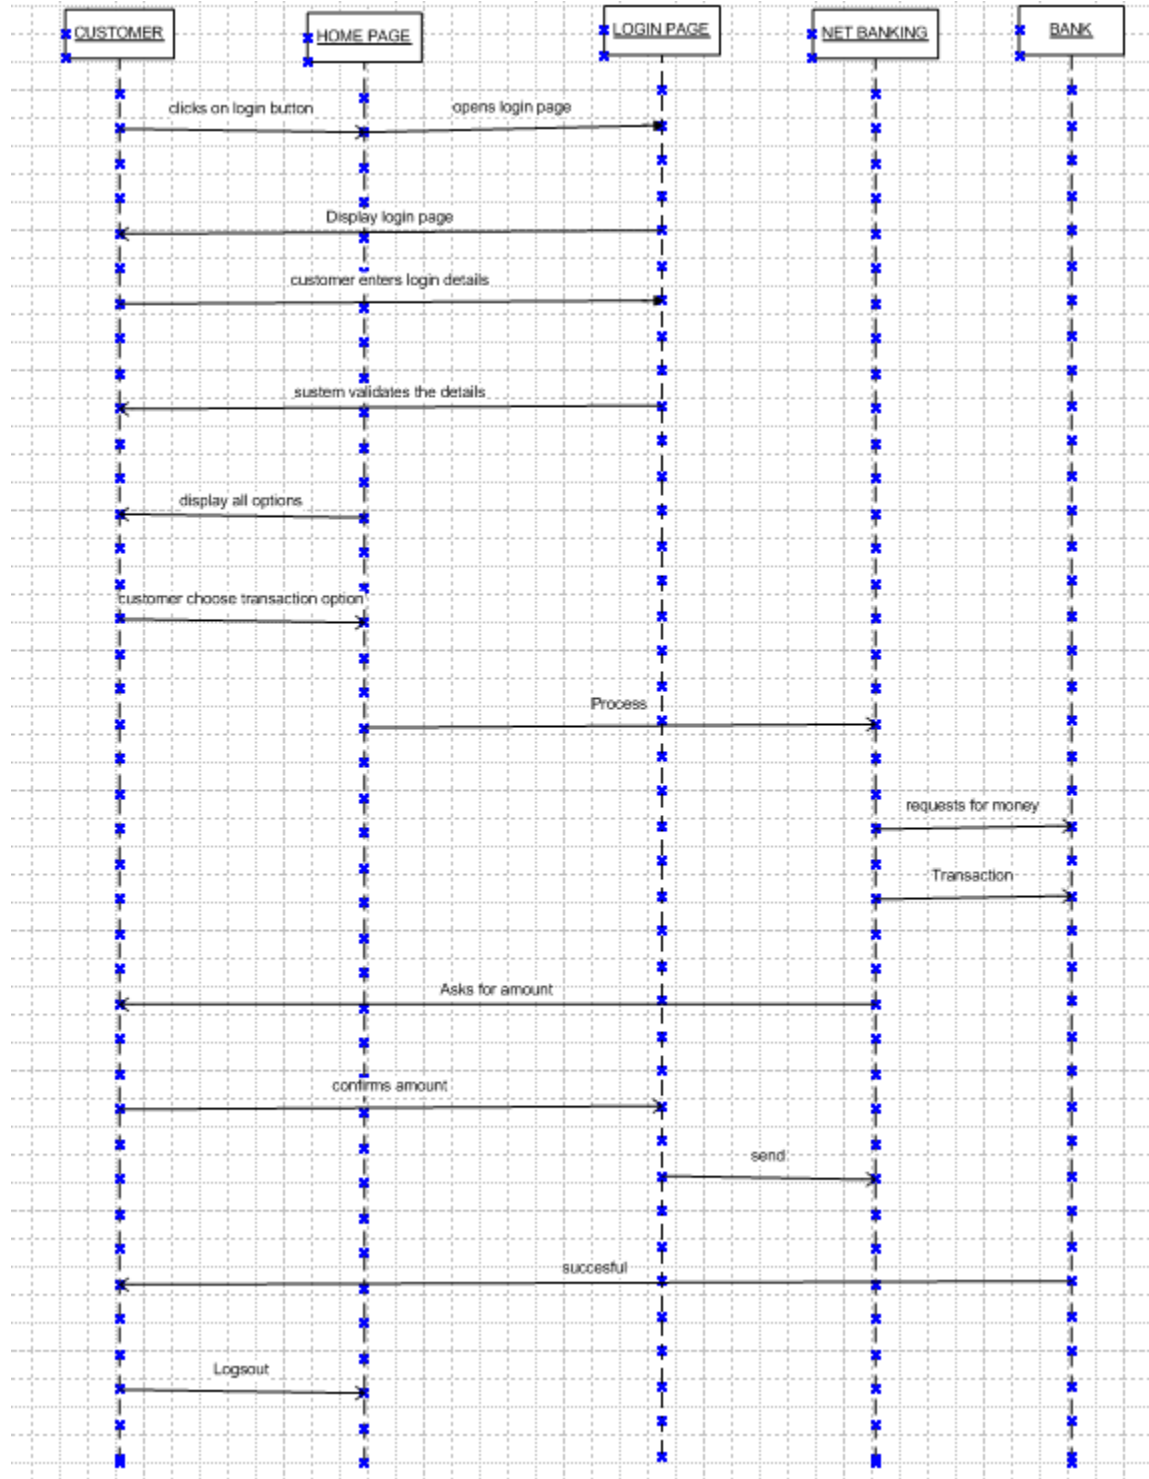 CUSTOMER
HOME PAGE
LOGIN PAGE
NET BANKING
BANK
clicks on login button
opens login page
Display login page
customer enters login details
sustem validates the details
display all options
customer choose transaction option
Process
requests for money
Transaction
Asks for amount
confirms amount
send
succesful
Logsout